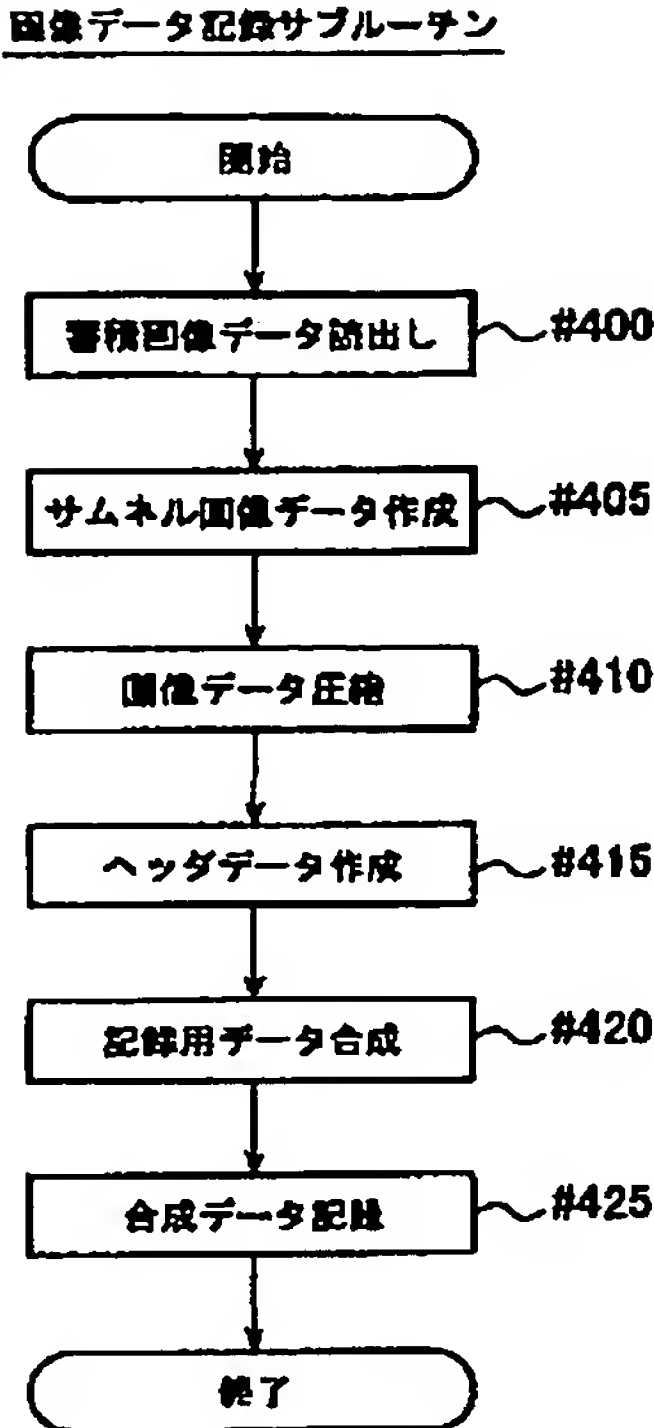 画像データ記録サブルーチン
開始
蓄積画像データ読出し #400
サムネル画像データ作成 #405
画像データ圧縮 #410
ヘッダデータ作成 #415
記録用データ合成 #420
合成データ記録 #425
終了